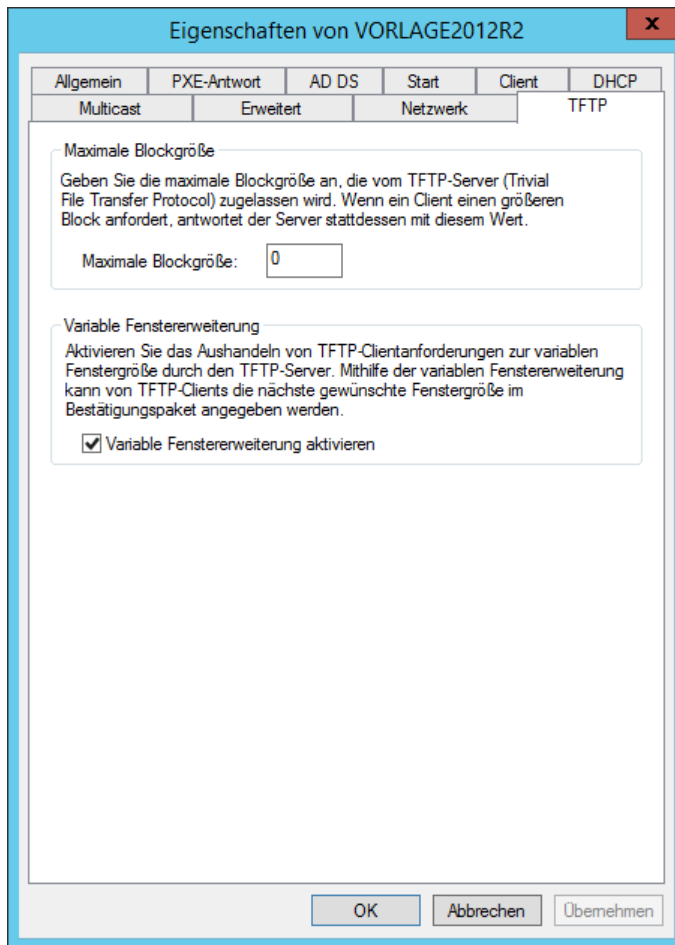 Eigenschaften von VORLAGE2012R2
x
Allgemein PXE-Antwort AD DS Start Client DHCP
Multicast Erweitert Netzwerk TFTP
Maximale Blockgröße
Geben Sie die maximale Blockgröße an, die vom TFTP-Server (Trivial
File Transfer Protocol) zugelassen wird. Wenn ein Client einen größeren
Block anfordert, antwortet der Server stattdessen mit diesem Wert.
Maximale Blockgröße: 0
Variable Fenstererweiterung
Aktivieren Sie das Aushandeln von TFTP-Clientanforderungen zur variablen
Fenstergröße durch den TFTP-Server. Mithilfe der variablen Fenstererweiterung
kann von TFTP-Clients die nächste gewünschte Fenstergröße im
Bestätigungspaket angegeben werden.
Variable Fenstererweiterung aktivieren
OK Abbrechen Übernehmen